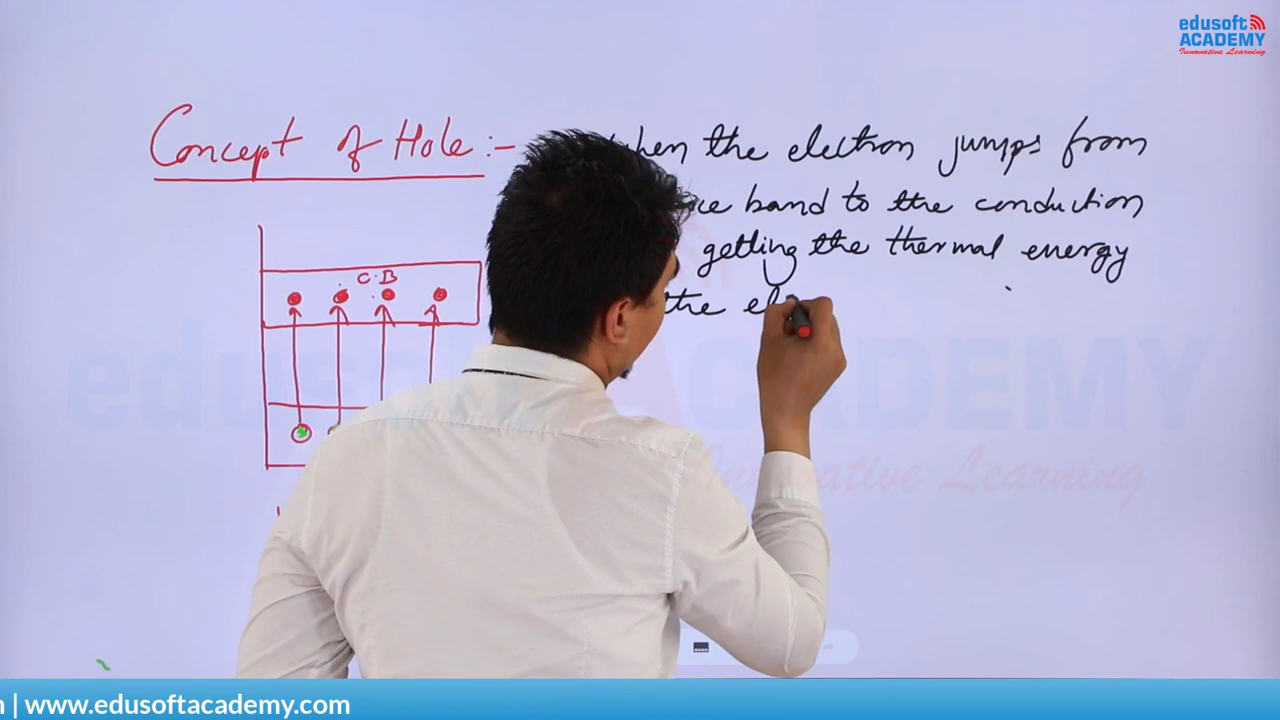 edusoft
ACADEMY
Innovative Learning
Concept of Hole :-
when the electron jumps from
band to the conduction
getting the thermal energy
the
C.B
edusoft ACADEMY
Innovative Learning
| www.edusoftacademy.com